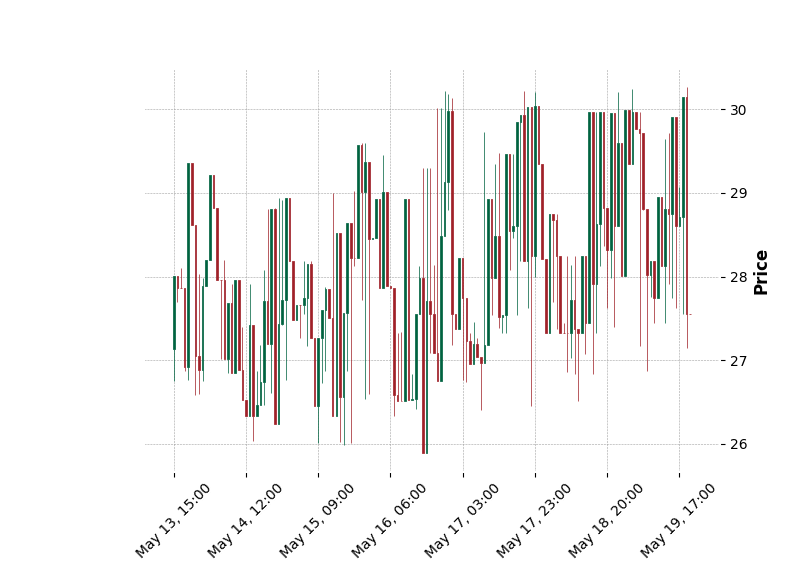 30
29
28
27
26
Price
May 13, 15:00
May 14, 12:00
May 15, 09:00
May 16, 06:00
May 17, 03:00
May 17, 23:00
May 18, 20:00
May 19, 17:00